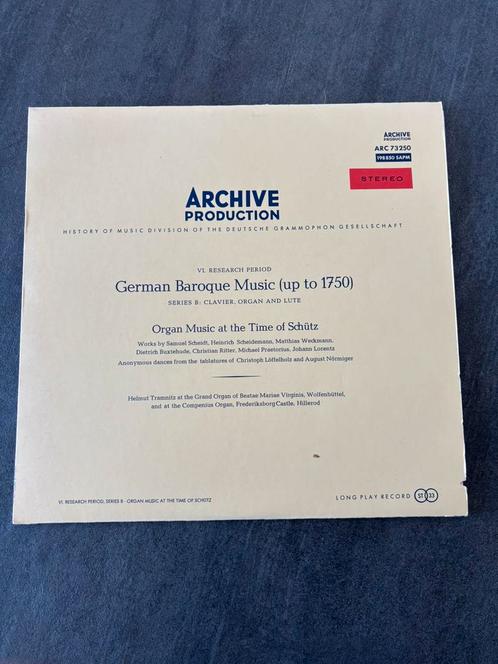 ARCHIVE
PRODUCTION
ARC 73250
198850 SAPM
STEREO
ARCHIVE
PRODUCTION
HISTORY OF MUSIC DIVISION OF THE DEUTSCHE GRAMMOPHON GESELLSCHAFT
VI. RESEARCH PERIOD
German Baroque Music (up to 1750)
SERIES B: CLAVIER, ORGAN AND LUTE
Organ Music at the Time of Schütz
Works by Samuel Scheidt, Heinrich Scheidemann, Matthias Weckmann,
Dietrich Buxtehude, Christian Ritter, Michael Praetorius, Johann Lorentz
Anonymous dances from the tablatures of Christoph Löffelholz and August Nörmiger
Helmut Tramnitz at the Grand Organ of Beatae Mariae Virginis, Wolfenbüttel,
and at the Compenius Organ, Frederiksborg Castle, Hillerod
VI. RESEARCH PERIOD, SERIES B · ORGAN MUSIC AT THE TIME OF SCHÜTZ
LONG PLAY RECORD ST 33